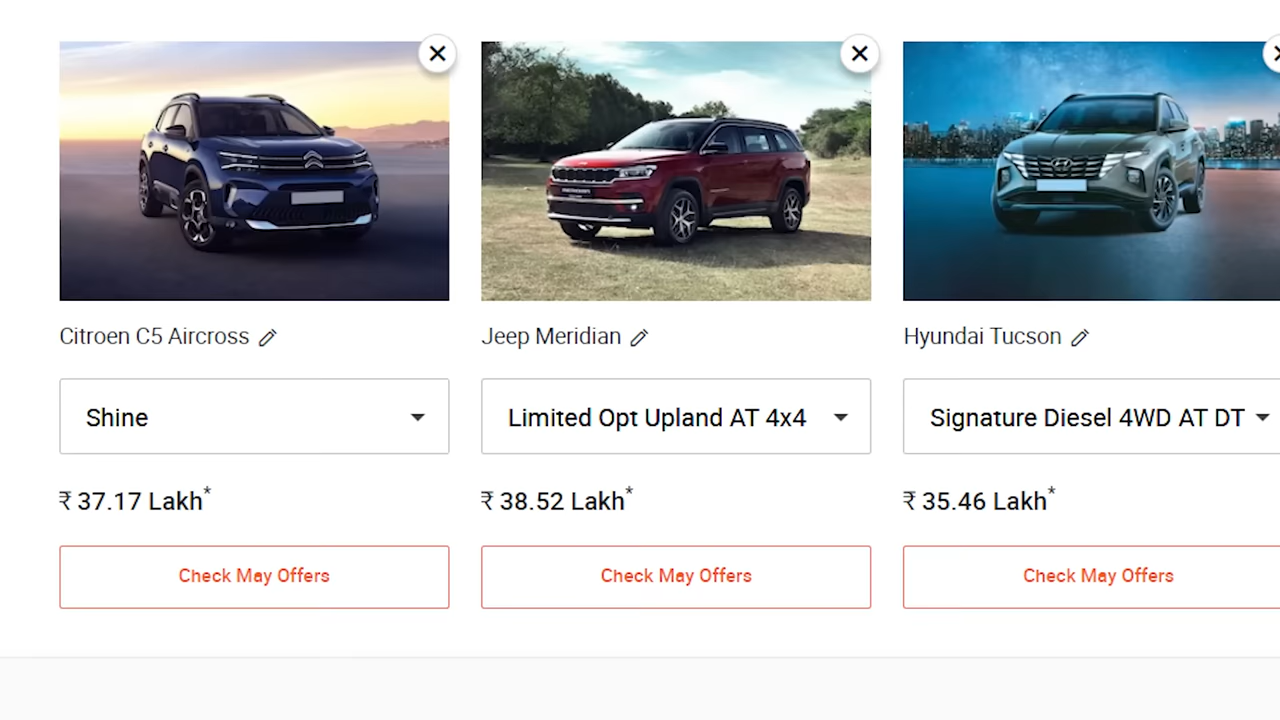 Citroen C5 Aircross
Jeep Meridian
Hyundai Tucson
Shine
Limited Opt Upland AT 4x4
Signature Diesel 4WD AT DT
₹ 37.17 Lakh*
₹ 38.52 Lakh*
₹ 35.46 Lakh*
Check May Offers
Check May Offers
Check May Offers